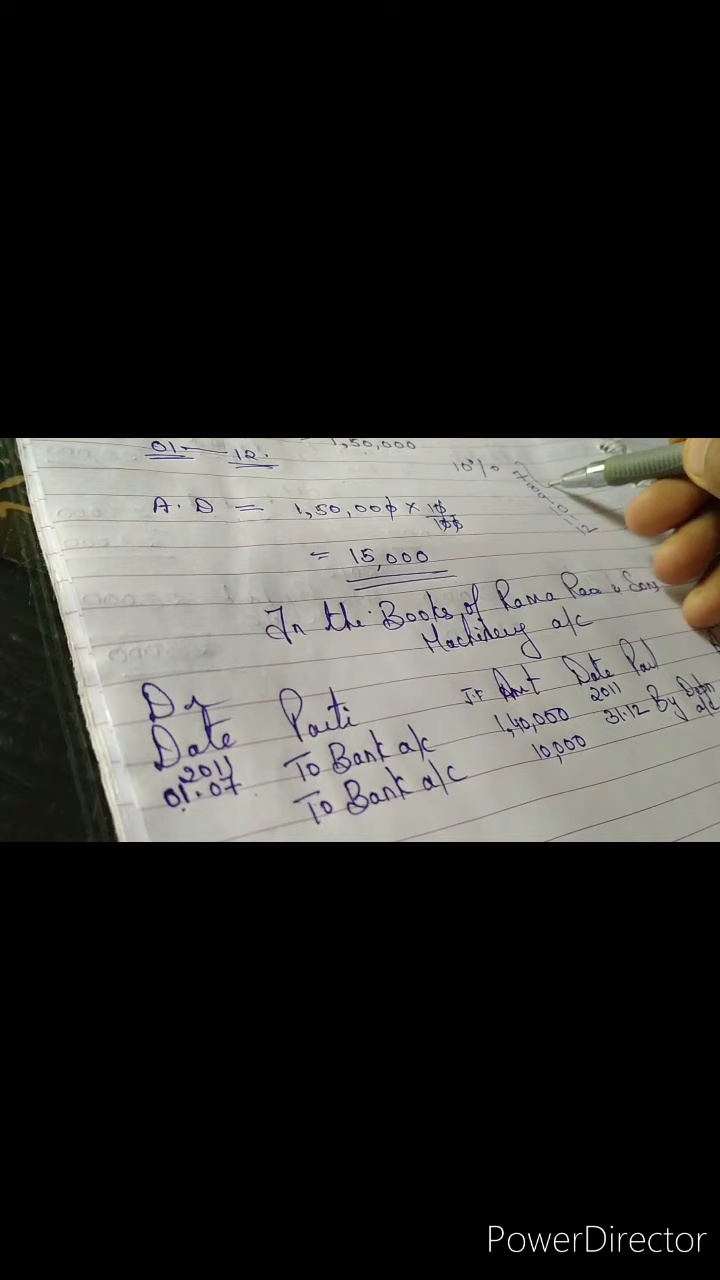 01. 12.
1,50,000
10%
A.D = 1,50,000 × 10/100
= 15,000
In the Books of Rama Rao & Sons
Machinery a/c
Dr
Date Parti J.F Amt Date Part
2011 2011
01.07 To Bank a/c 1,40,000 31.12 By Depn a/c
To Bank a/c 10,000
PowerDirector